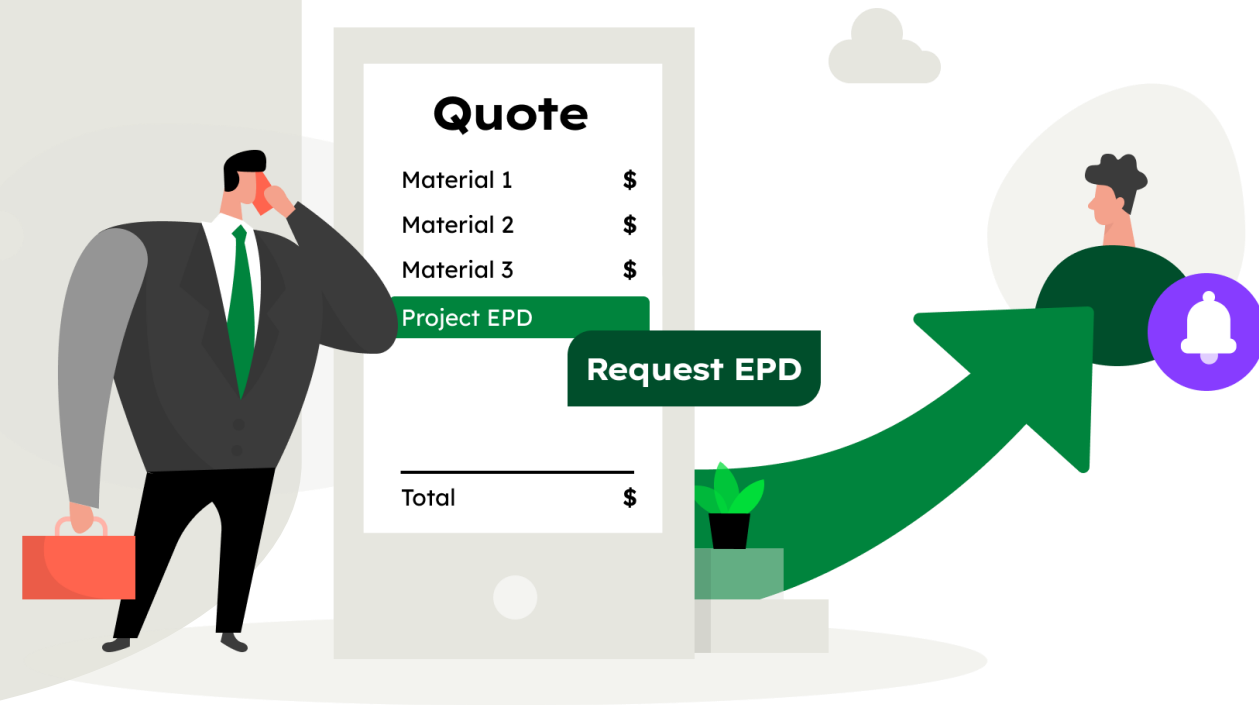 Quote
Material 1 $
Material 2 $
Material 3 $
Project EPD
Request EPD
Total $